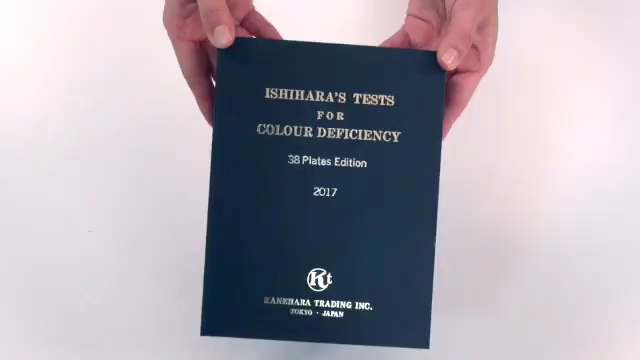 ISHIHARA'S TESTS
FOR
COLOUR DEFICIENCY
38 Plates Edition
2017
Kt
KANEHARA TRADING INC.
TOKYO · JAPAN